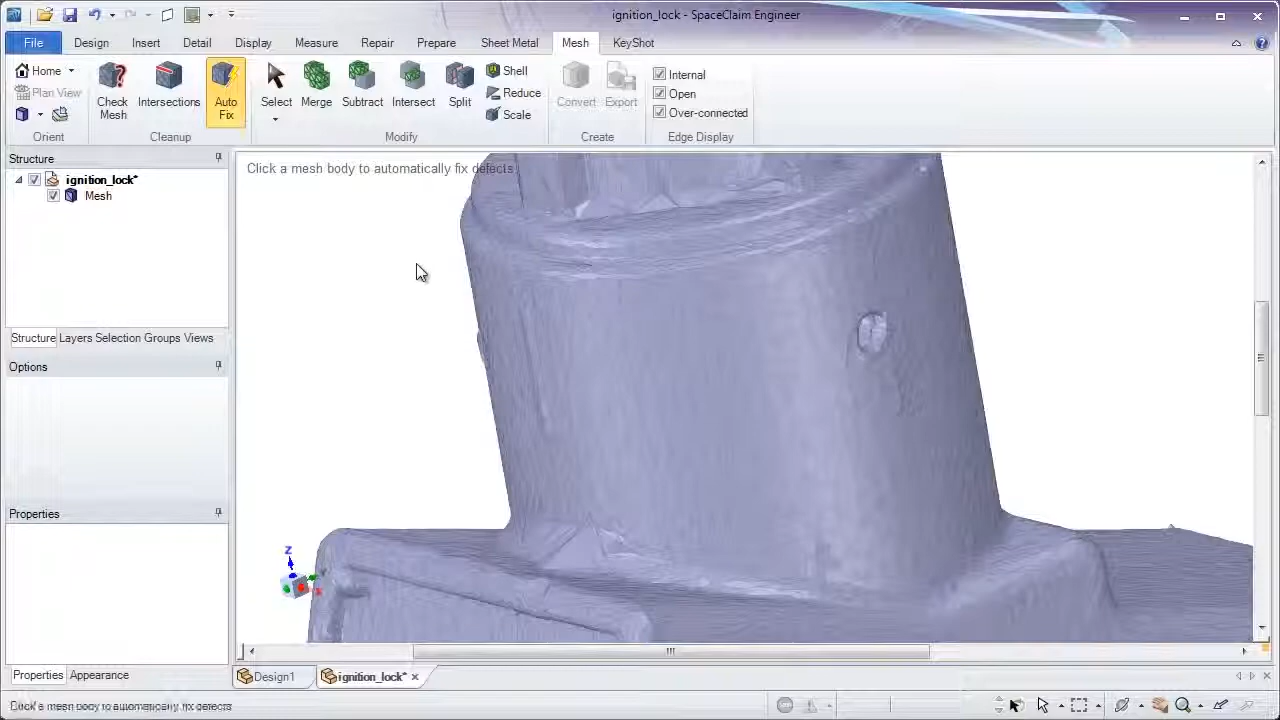 ignition_lock - SpaceClaim Engineer
File Design Insert Detail Display Measure Repair Prepare Sheet Metal Mesh KeyShot
Home
Plan View
Orient
Check Mesh
Intersections
Auto Fix
Cleanup
Select
Merge
Subtract
Intersect
Split
Shell
Reduce
Scale
Modify
Convert
Export
Create
Internal
Open
Over-connected
Edge Display
Structure
ignition_lock*
Mesh
Structure Layers Selection Groups Views
Options
Properties
Properties Appearance
Click a mesh body to automatically fix defects
Z
Design1
ignition_lock*
Click a mesh body to automatically fix defects